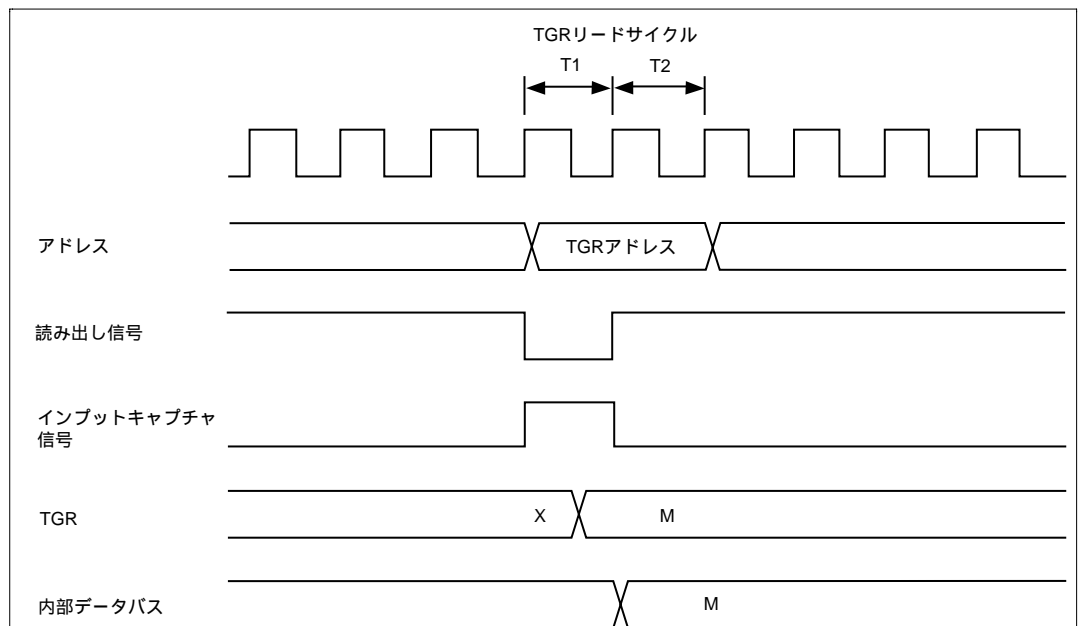 TGRリードサイクル
T1
T2
アドレス
TGRアドレス
読み出し信号
インプットキャプチャ
信号
TGR
X
M
内部データバス
M